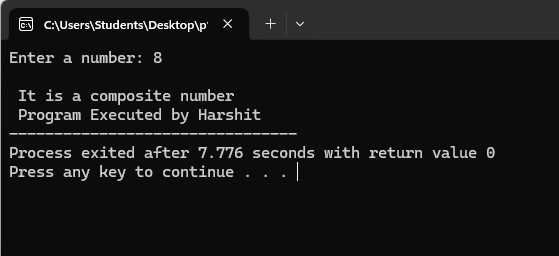 C:\Users\Students\Desktop\p
Enter a number: 8
It is a composite number
Program Executed by Harshit
--------------------------------
Process exited after 7.776 seconds with return value 0
Press any key to continue . . .